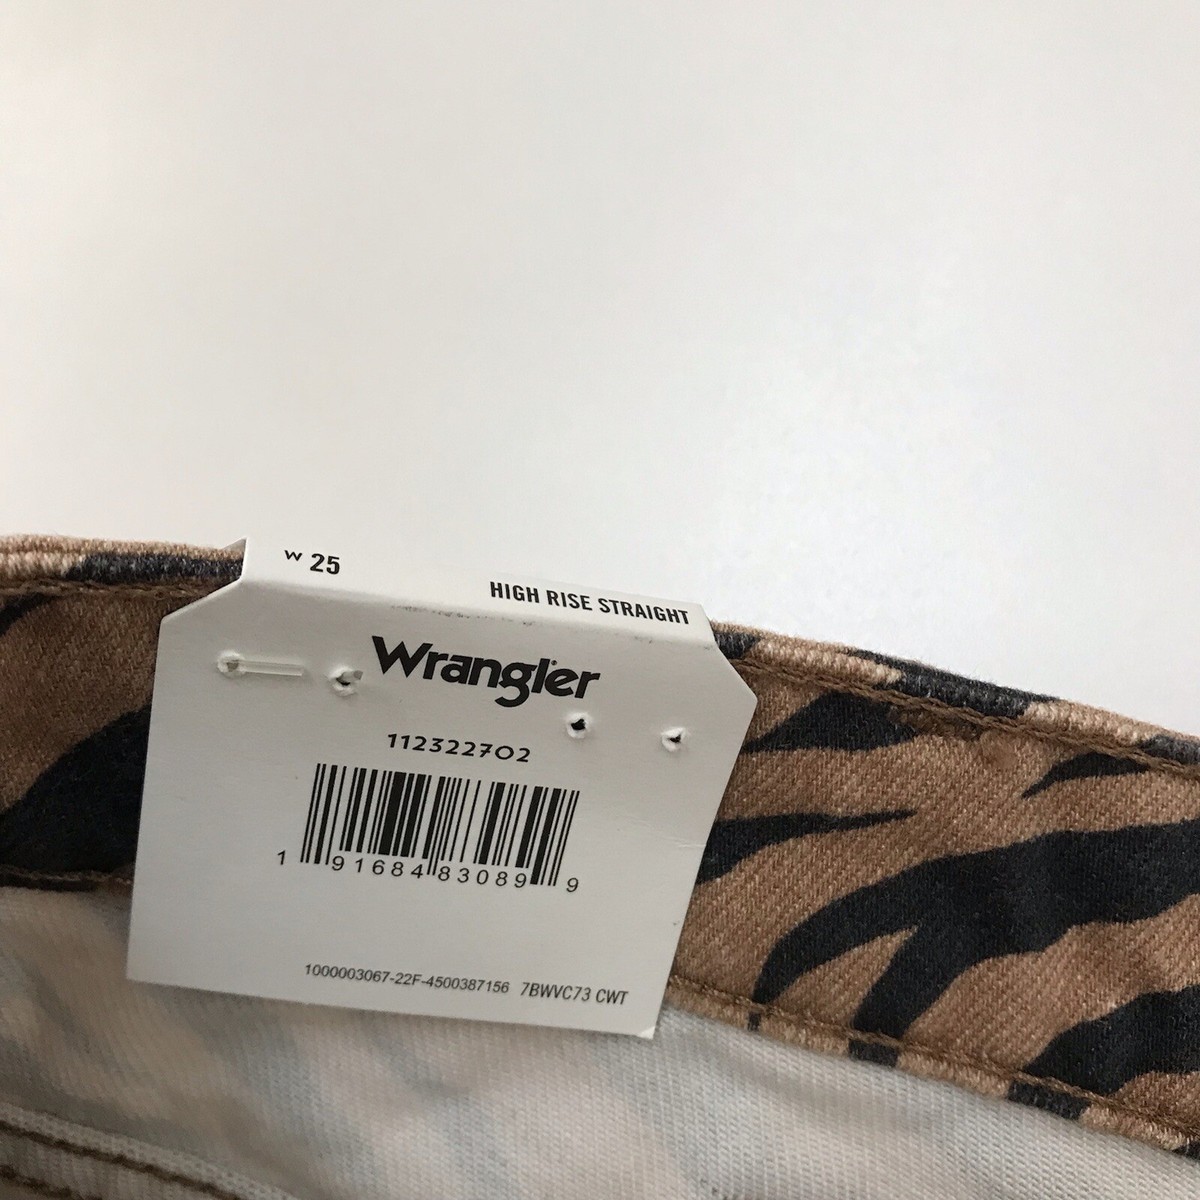 W 25
HIGH RISE STRAIGHT
Wrangler
112322702
1 91684 83089 9
1000003067-22F-4500387156 7BWVC73 CWT